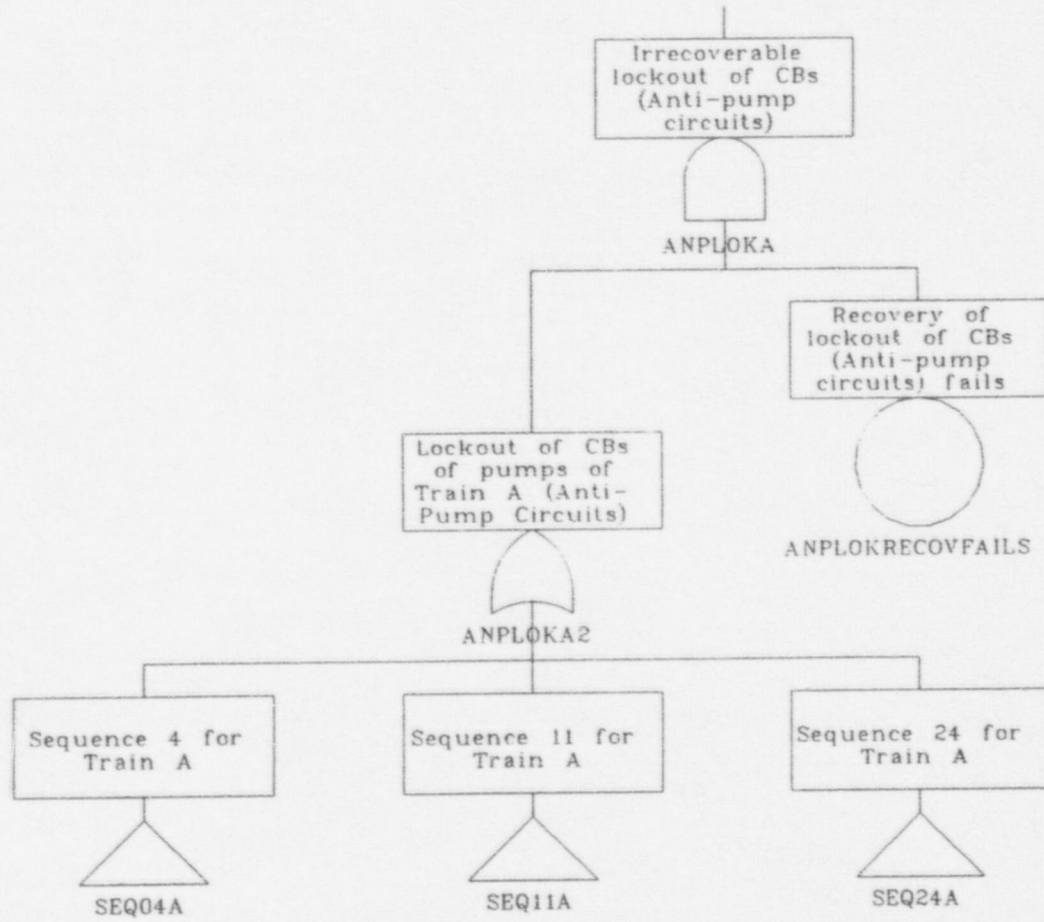 Irrecoverable
lockout of CBs
(Anti-pump
circuits)
ANPLOKA
Recovery of
lockout of CBs
(Anti-pump
circuits) fails
ANPLOKRECOVFAILS
Lockout of CBs
of pumps of
Train A (Anti-
Pump Circuits)
ANPLOKA2
Sequence 4 for
Train A
SEQ04A
Sequence 11 for
Train A
SEQ11A
Sequence 24 for
Train A
SEQ24A